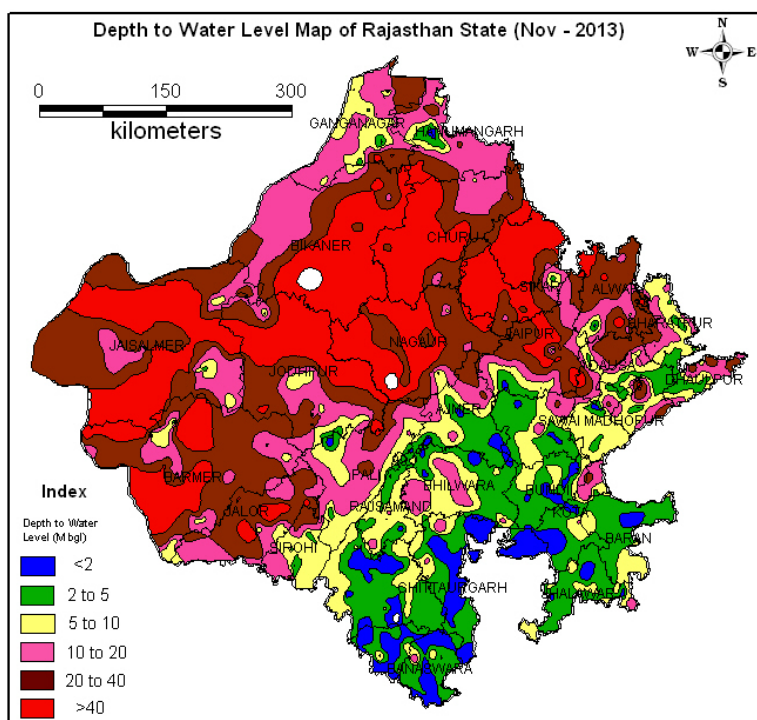 Depth to Water Level Map of Rajasthan State (Nov - 2013)
N
W E
S
0 150 300
kilometers
GANGANAGAR
HANUMANGARH
BIKANER
CHURU
SIKAR
ALWAR
JAISALMER
NAGAUR
JAIPUR
BHARATPUR
DAUSA
JODHPUR
DHAULPUR
AJMER
SAWAI MADHOPUR
PALI
BHILWARA
BUNDI
BARMER
RAJSAMAND
KOTA
JALOR
BARAN
SIROHI
CHITTAURGARH
JHALAWAR
BANASWARA
Index
Depth to Water
Level (M bgl)
<2
2 to 5
5 to 10
10 to 20
20 to 40
>40